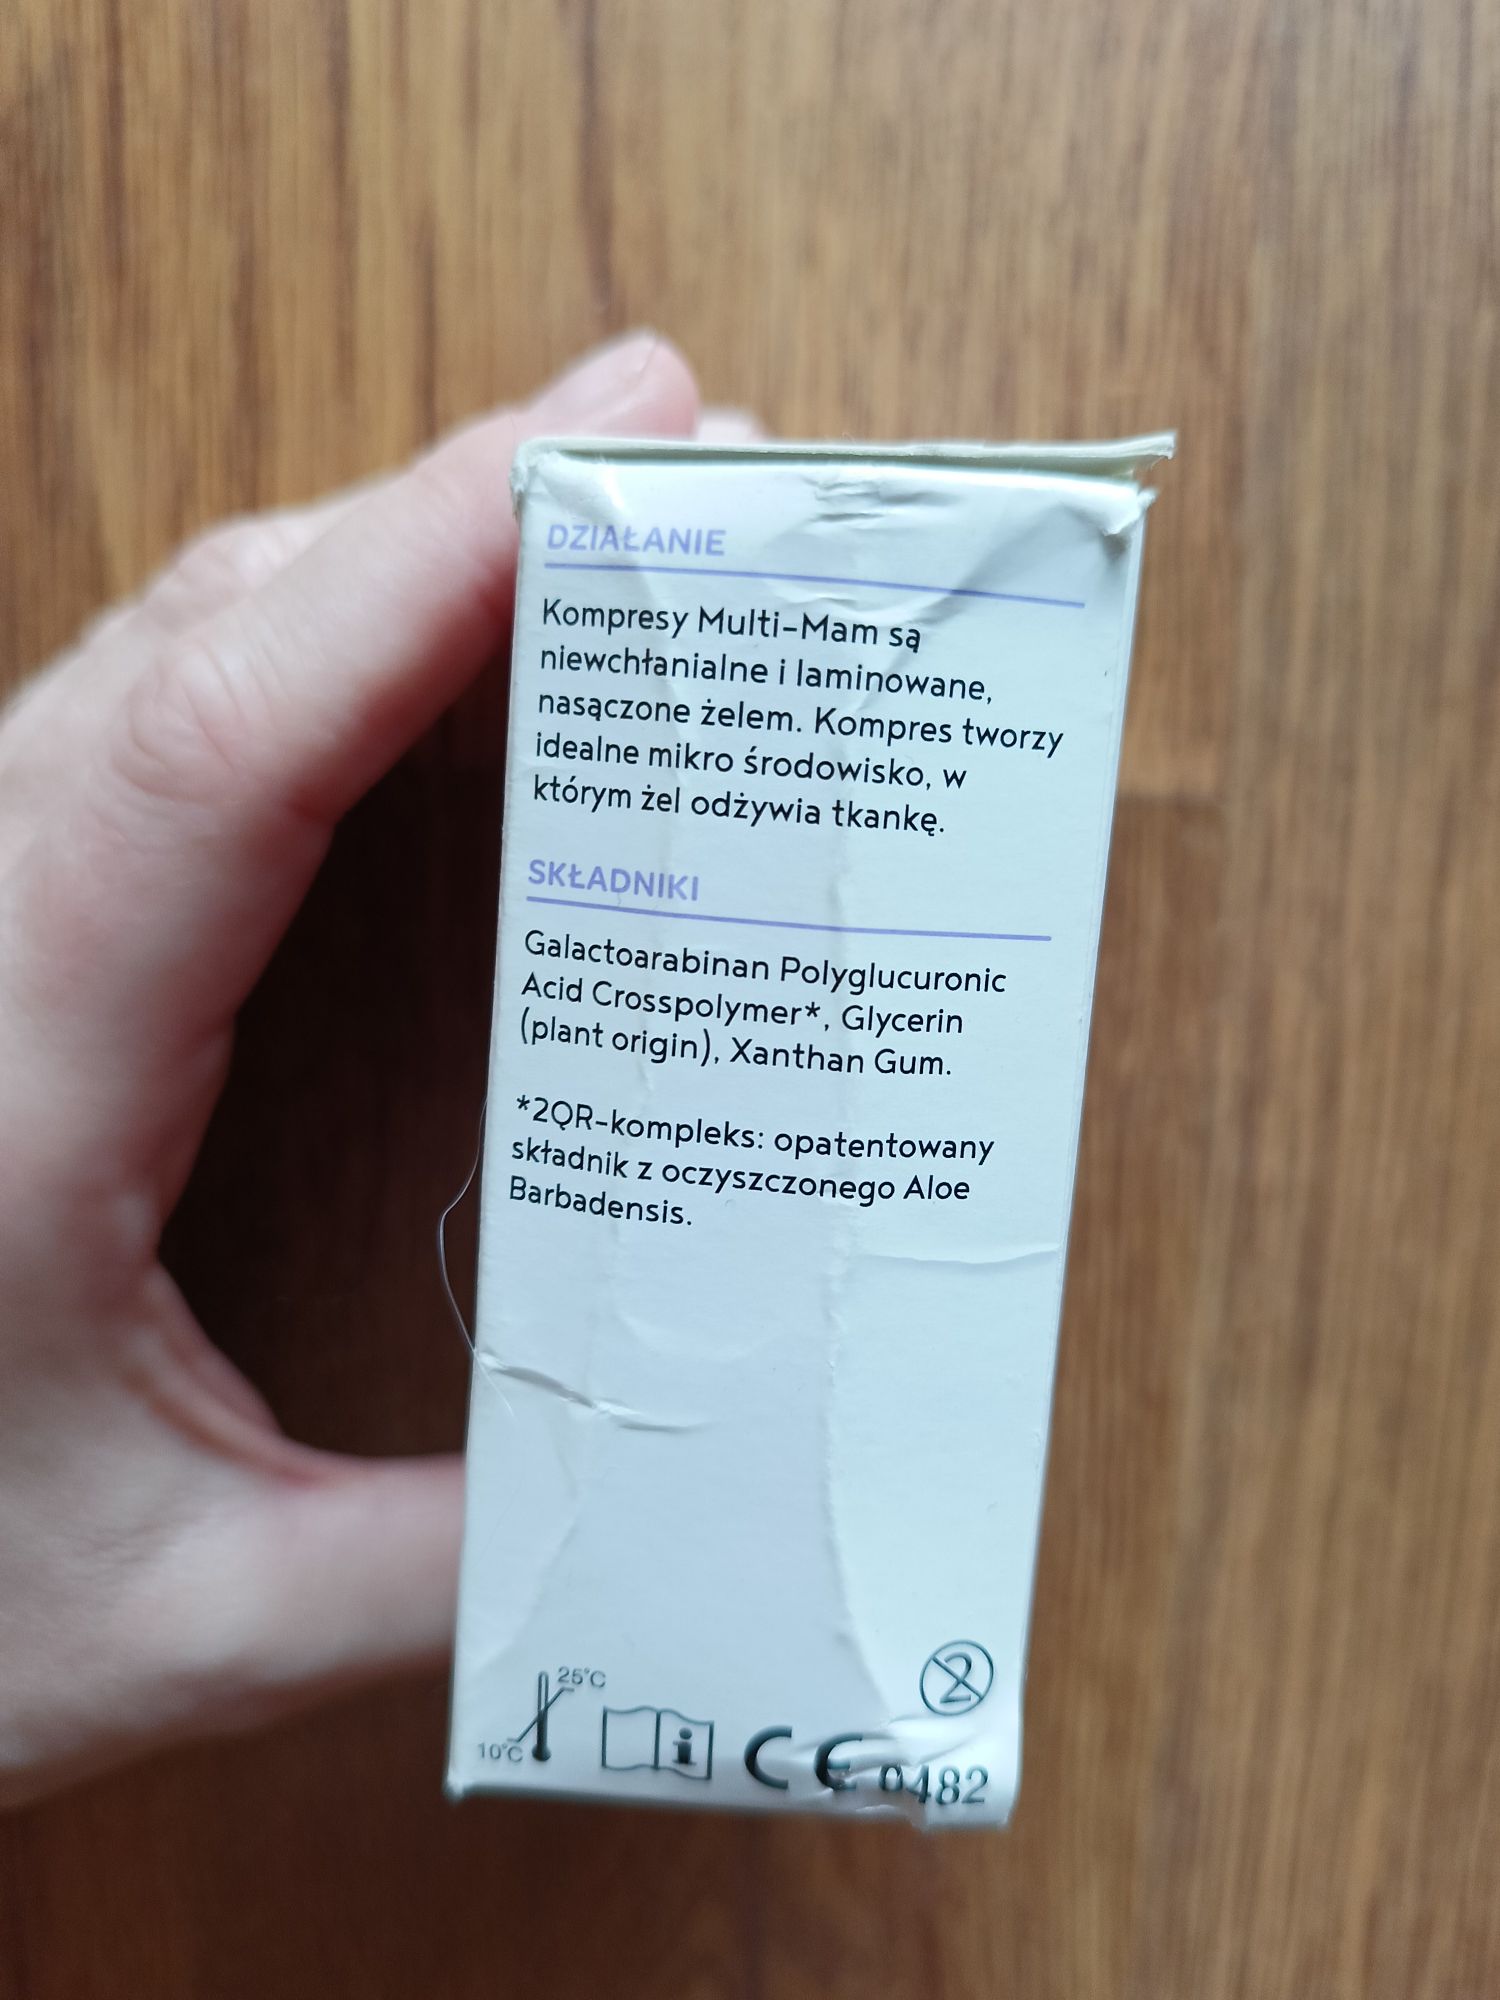 DZIAŁANIE
Kompresy Multi-Mam są
niewchłanialne i laminowane,
nasączone żelem. Kompres tworzy
idealne mikro środowisko, w
którym żel odżywia tkankę.
SKŁADNIKI
Galactoarabinan Polyglucuronic
Acid Crosspolymer*, Glycerin
(plant origin), Xanthan Gum.
*2QR-kompleks: opatentowany
składnik z oczyszczonego Aloe
Barbadensis.
2
25°C
10°C
i
CE 0482